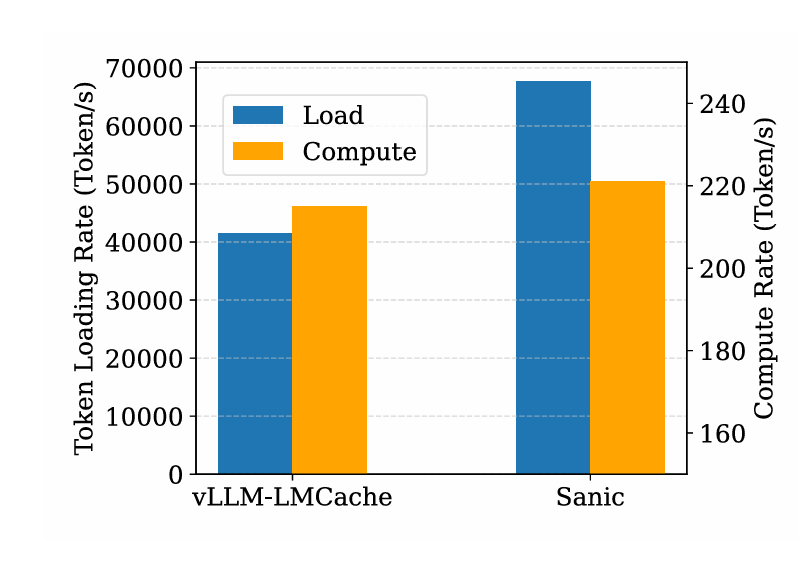 Token Loading Rate (Token/s)
70000
60000
50000
40000
30000
20000
10000
0
Load
Compute
vLLM-LMCache
Sanic
240
220
200
180
160
Compute Rate (Token/s)